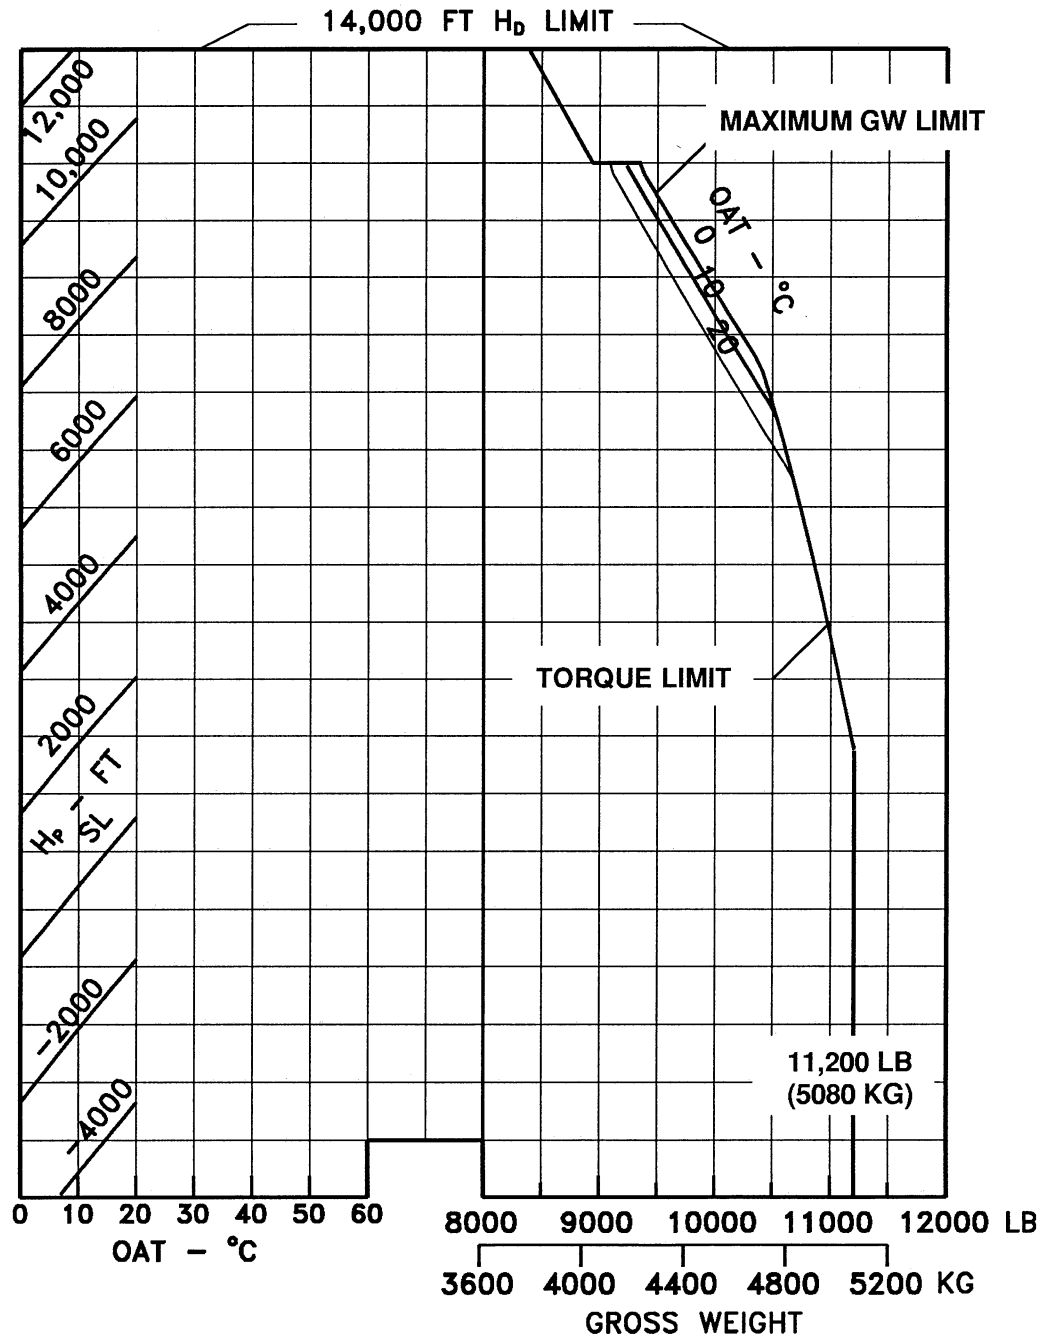 14,000 FT HD LIMIT
12,000
10,000
MAXIMUM GW LIMIT
OAT – °C
0
10
20
8000
6000
4000
TORQUE LIMIT
2000
HP – FT
SL
–2000
11,200 LB
(5080 KG)
–4000
0 10 20 30 40 50 60
OAT – °C
8000 9000 10000 11000 12000 LB
3600 4000 4400 4800 5200 KG
GROSS WEIGHT